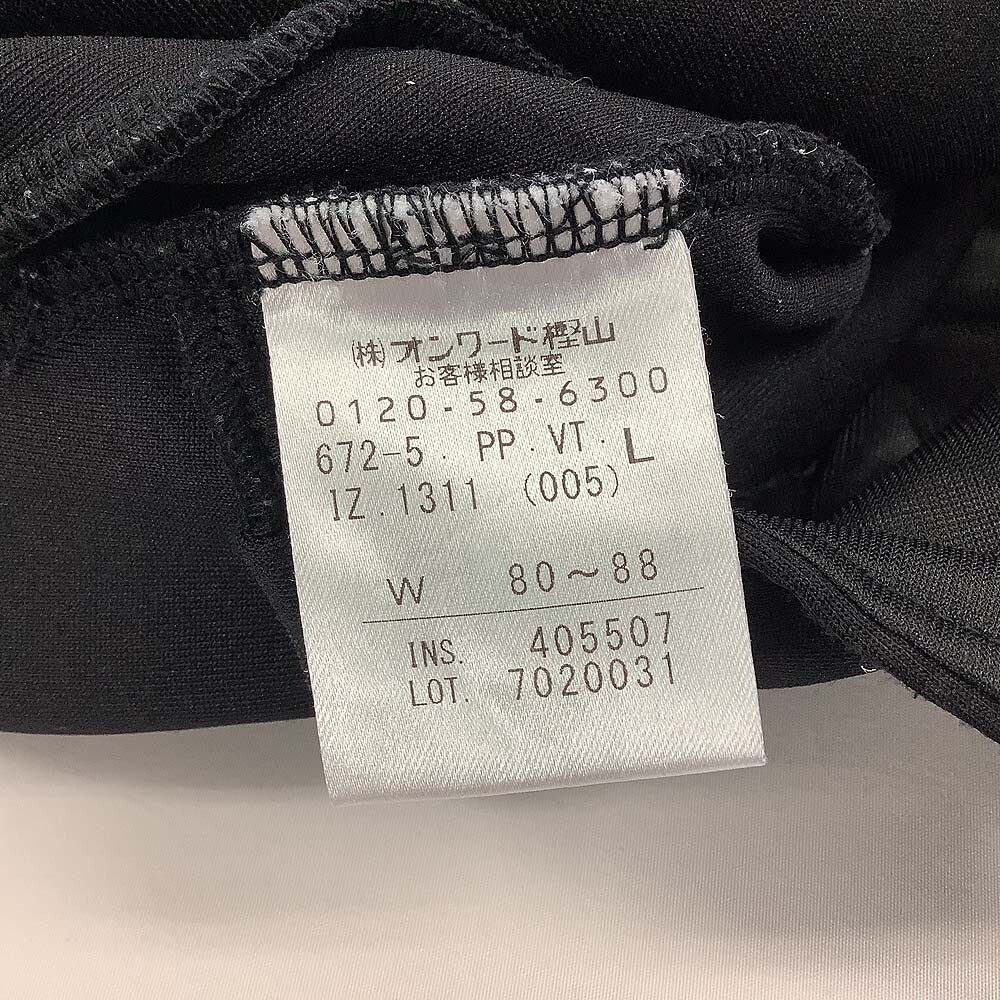 (株)オンワード樫山
お客様相談室
0120-58-6300
672-5. PP. VT. L
IZ. 1311 (005)
W 80~88
INS. 405507
LOT. 7020031